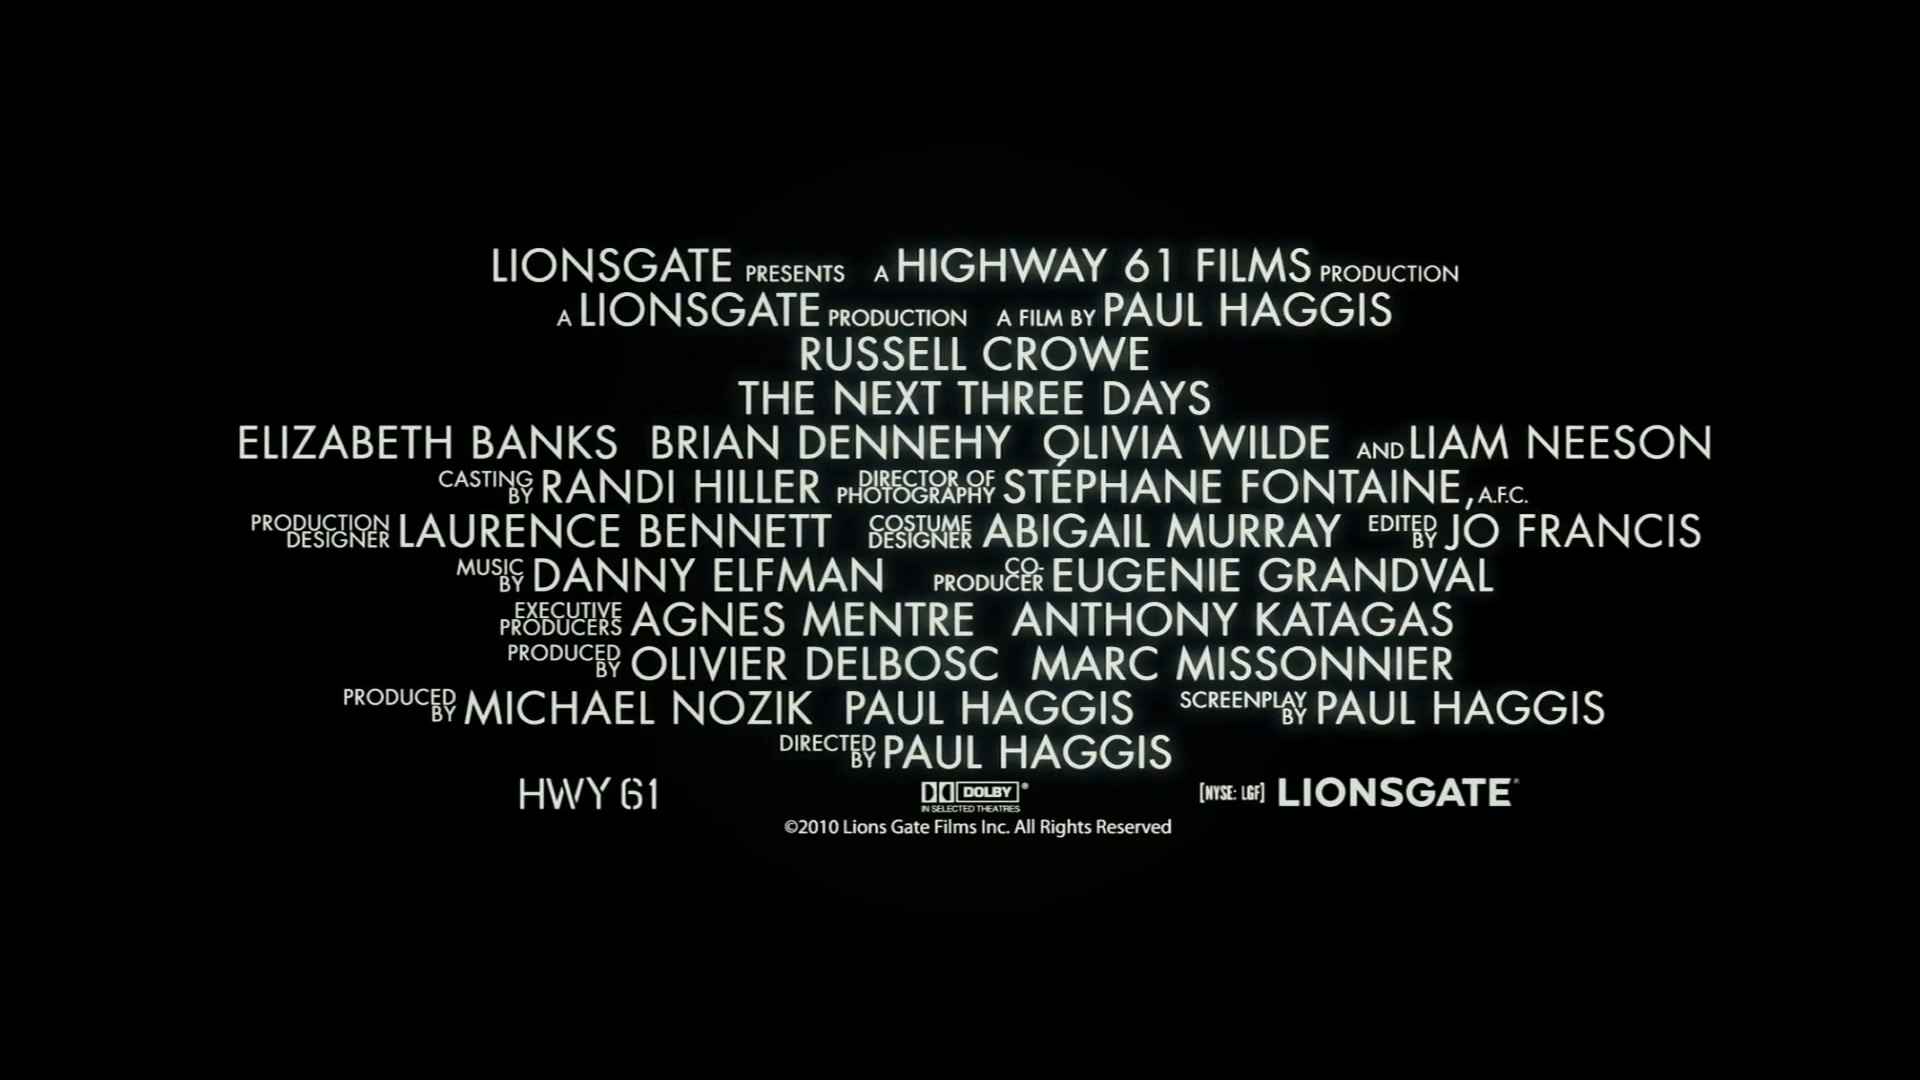 LIONSGATE PRESENTS A HIGHWAY 61 FILMS PRODUCTION
A LIONSGATE PRODUCTION A FILM BY PAUL HAGGIS
RUSSELL CROWE
THE NEXT THREE DAYS
ELIZABETH BANKS BRIAN DENNEHY OLIVIA WILDE AND LIAM NEESON
CASTING BY RANDI HILLER DIRECTOR OF PHOTOGRAPHY STÉPHANE FONTAINE, A.F.C.
PRODUCTION DESIGNER LAURENCE BENNETT COSTUME DESIGNER ABIGAIL MURRAY EDITED BY JO FRANCIS
MUSIC BY DANNY ELFMAN CO-PRODUCER EUGENIE GRANDVAL
EXECUTIVE PRODUCERS AGNES MENTRE ANTHONY KATAGAS
PRODUCED BY OLIVIER DELBOSC MARC MISSONNIER
PRODUCED BY MICHAEL NOZIK PAUL HAGGIS SCREENPLAY BY PAUL HAGGIS
DIRECTED BY PAUL HAGGIS
HWY 61 DOLBY® IN SELECTED THEATRES [NYSE: LGF] LIONSGATE®
©2010 Lions Gate Films Inc. All Rights Reserved